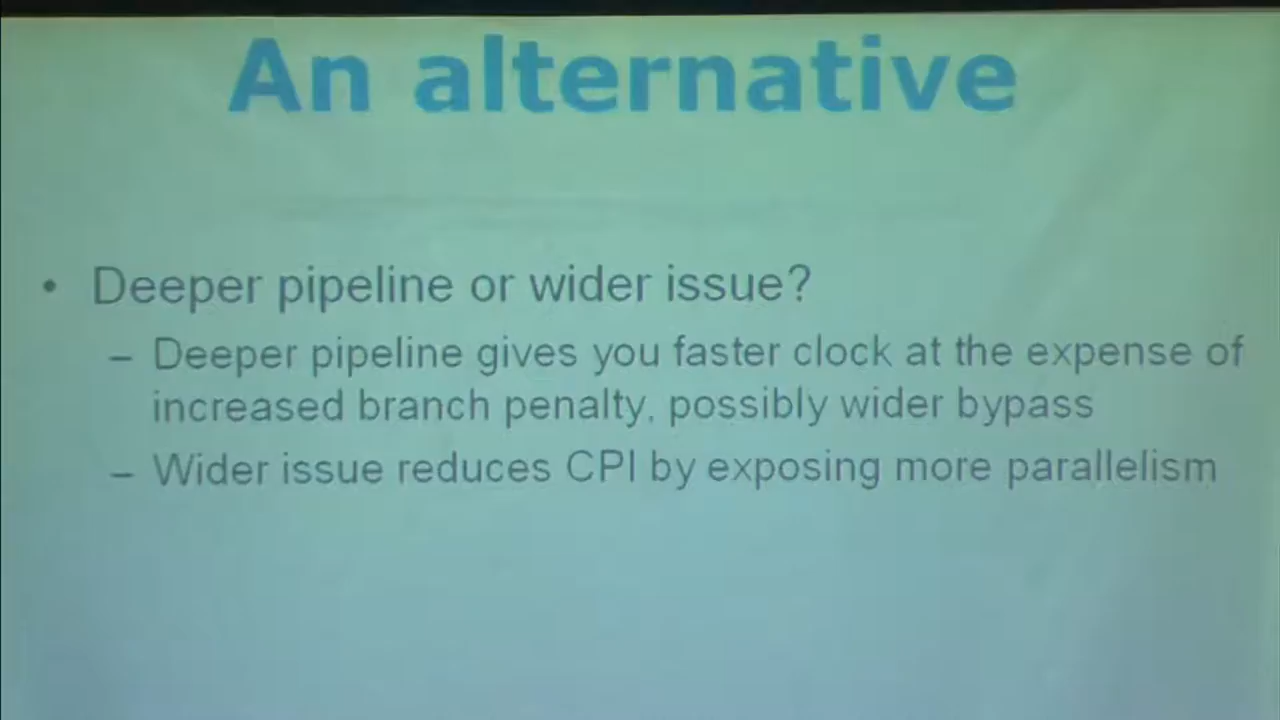 An alternative
• Deeper pipeline or wider issue?
– Deeper pipeline gives you faster clock at the expense of
increased branch penalty, possibly wider bypass
– Wider issue reduces CPI by exposing more parallelism